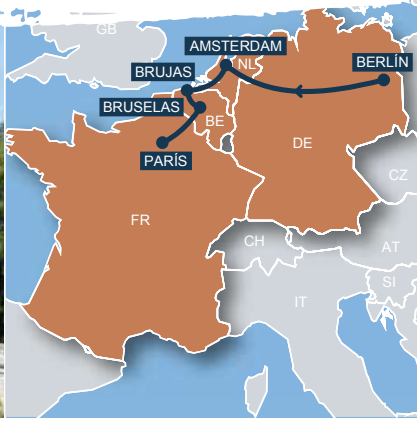 GB
AMSTERDAM
NL
BERLÍN
BRUJAS
BRUSELAS
BE
PARÍS
DE
CZ
FR
CH
AT
SI
IT